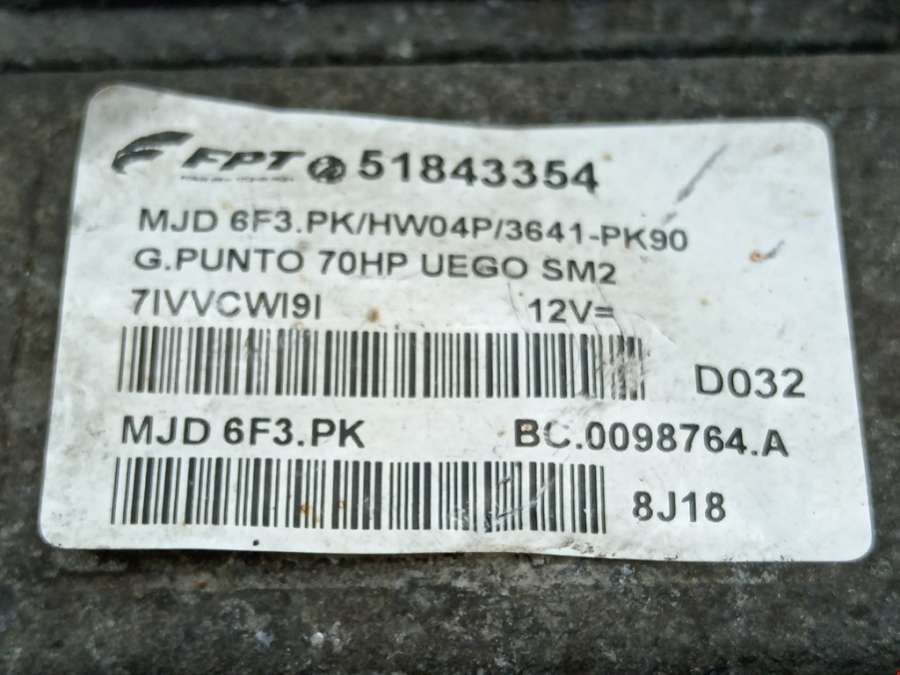 FPT 51843354
MJD 6F3.PK/HW04P/3641-PK90
G.PUNTO 70HP UEGO SM2
7IVVCWI9I 12V=
D032
MJD 6F3.PK BC.0098764.A
8J18